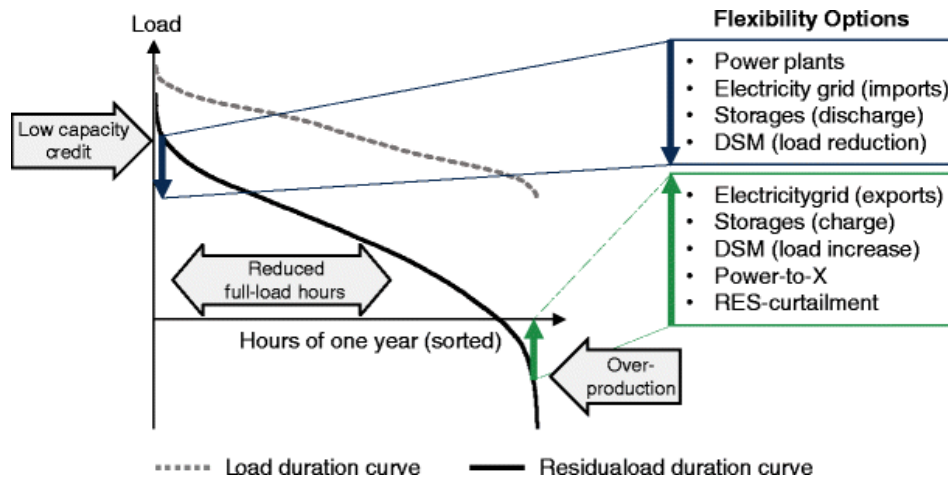 Load
Flexibility Options
Low capacity
credit
• Power plants
• Electricity grid (imports)
• Storages (discharge)
• DSM (load reduction)
• Electricitygrid (exports)
• Storages (charge)
• DSM (load increase)
• Power-to-X
• RES-curtailment
Reduced
full-load hours
Hours of one year (sorted)
Over-
production
Load duration curve
Residuaload duration curve